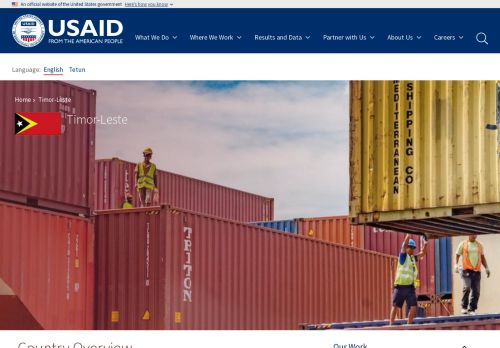 An official website of the United States government Here's how you know
USAID
FROM THE AMERICAN PEOPLE
What We Do
Where We Work
Results and Data
Partner with Us
About Us
Careers
Language: English Tetun
Home › Timor-Leste
Timor-Leste
MEDITERRANEAN
SHIPPING CO
TRITON
Country Overview
Our Work